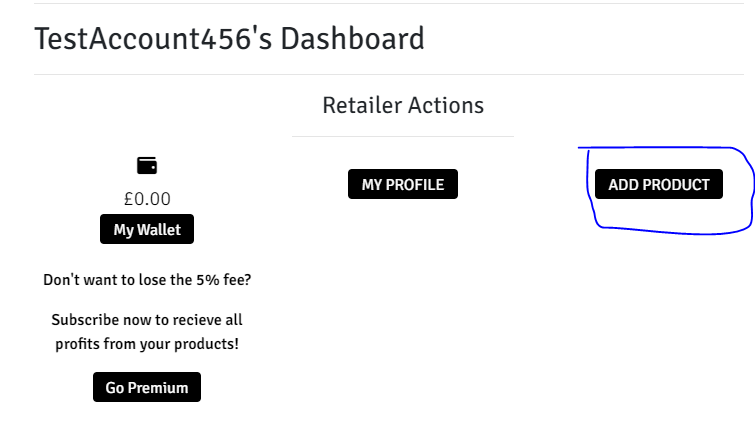 TestAccount456's Dashboard
Retailer Actions
£0.00
My Wallet
MY PROFILE
ADD PRODUCT
Don't want to lose the 5% fee?
Subscribe now to recieve all
profits from your products!
Go Premium